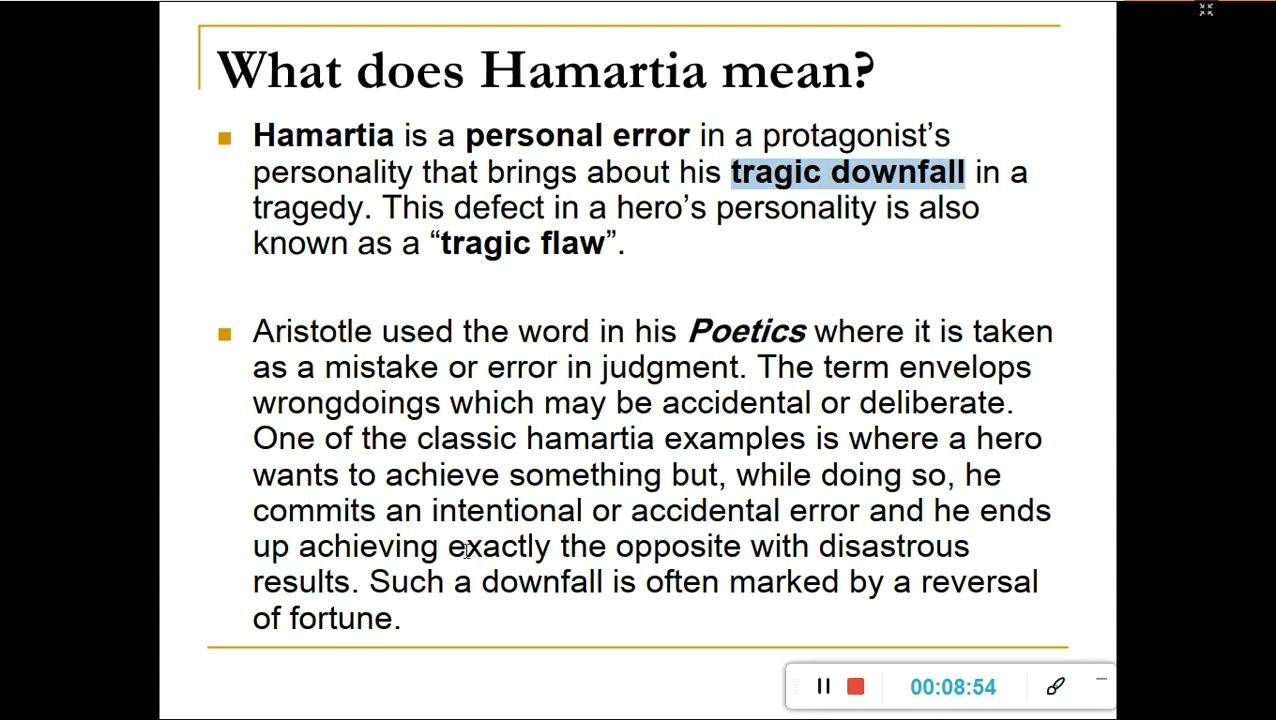 What does Hamartia mean?
Hamartia is a personal error in a protagonist’s
personality that brings about his tragic downfall in a
tragedy. This defect in a hero’s personality is also
known as a “tragic flaw”.
Aristotle used the word in his Poetics where it is taken
as a mistake or error in judgment. The term envelops
wrongdoings which may be accidental or deliberate.
One of the classic hamartia examples is where a hero
wants to achieve something but, while doing so, he
commits an intentional or accidental error and he ends
up achieving exactly the opposite with disastrous
results. Such a downfall is often marked by a reversal
of fortune.
00:08:54